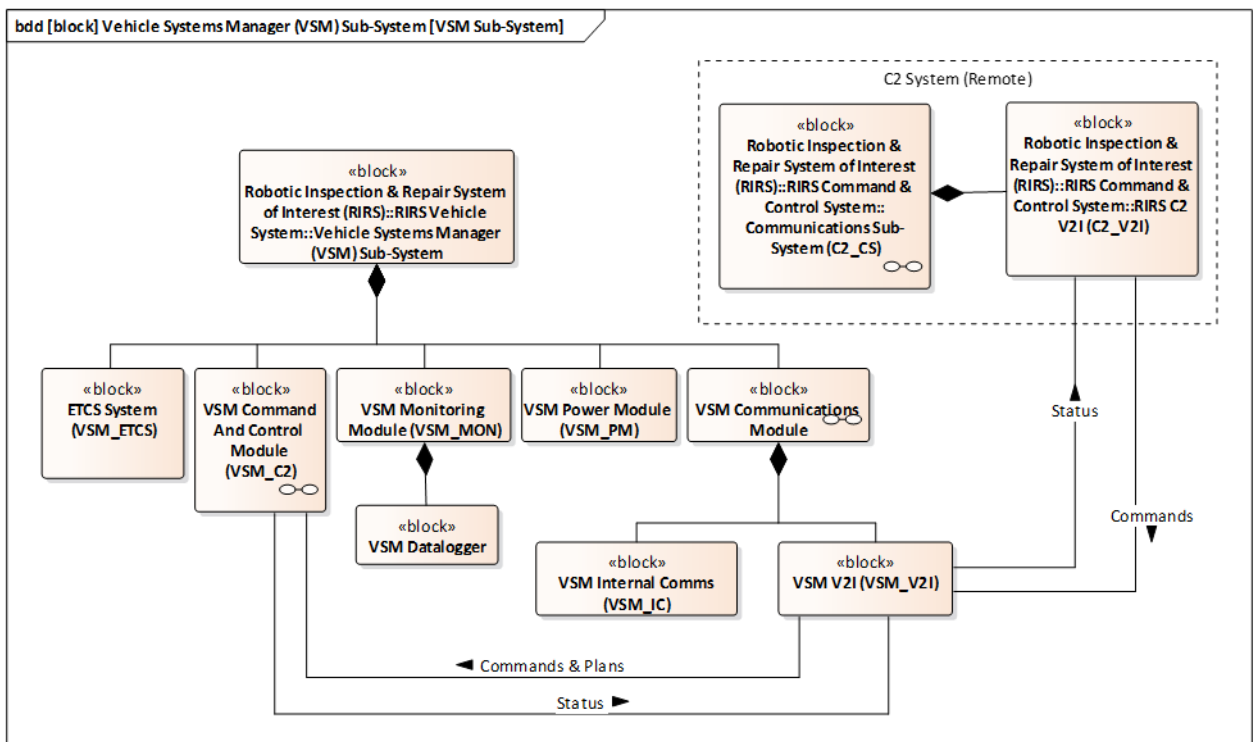 bdd [block] Vehicle Systems Manager (VSM) Sub-System [VSM Sub-System]
C2 System (Remote)
«block»
Robotic Inspection &
Repair System of Interest
(RIRS)::RIRS Command &
Control System::
Communications Sub-
System (C2_CS)
«block»
Robotic Inspection &
Repair System of Interest
(RIRS)::RIRS Command &
Control System::RIRS C2
V2I (C2_V2I)
«block»
Robotic Inspection & Repair System
of Interest (RIRS)::RIRS Vehicle
System::Vehicle Systems Manager
(VSM) Sub-System
«block»
ETCS System
(VSM_ETCS)
«block»
VSM Command
And Control
Module
(VSM_C2)
«block»
VSM Monitoring
Module (VSM_MON)
«block»
VSM Power Module
(VSM_PM)
«block»
VSM Communications
Module
Status
Commands
«block»
VSM Datalogger
«block»
VSM Internal Comms
(VSM_IC)
«block»
VSM V2I (VSM_V2I)
Commands & Plans
Status